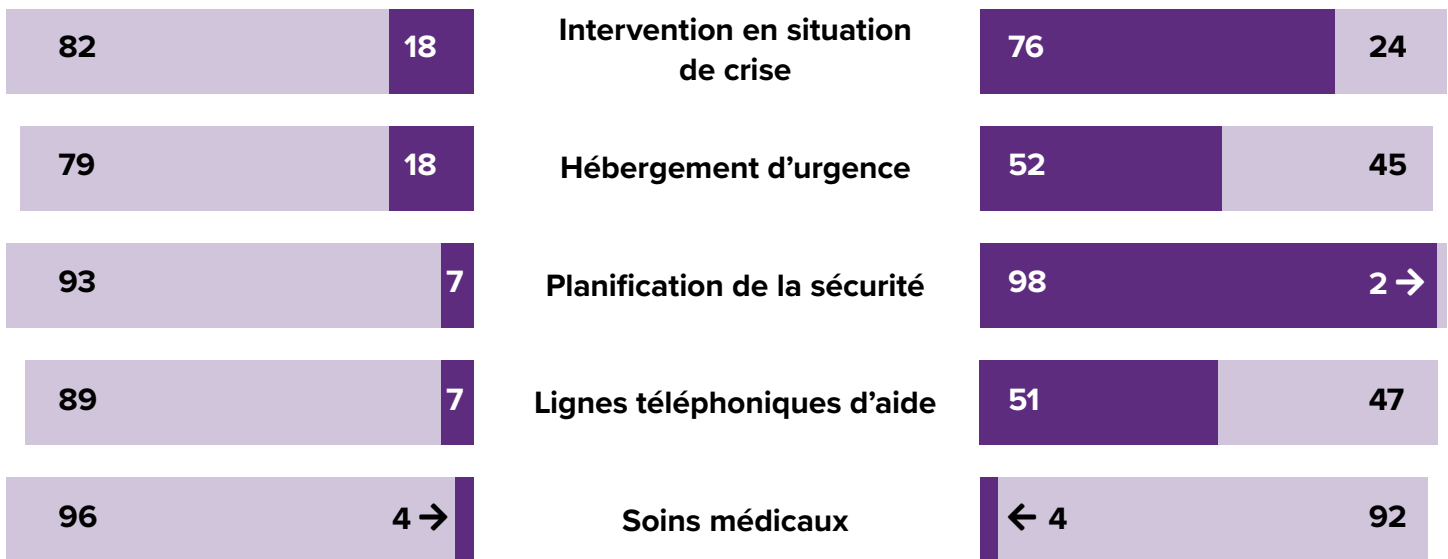 82 18 Intervention en situation de crise 76 24
79 18 Hébergement d’urgence 52 45
93 7 Planification de la sécurité 98 2 →
89 7 Lignes téléphoniques d’aide 51 47
96 4 → Soins médicaux ← 4 92